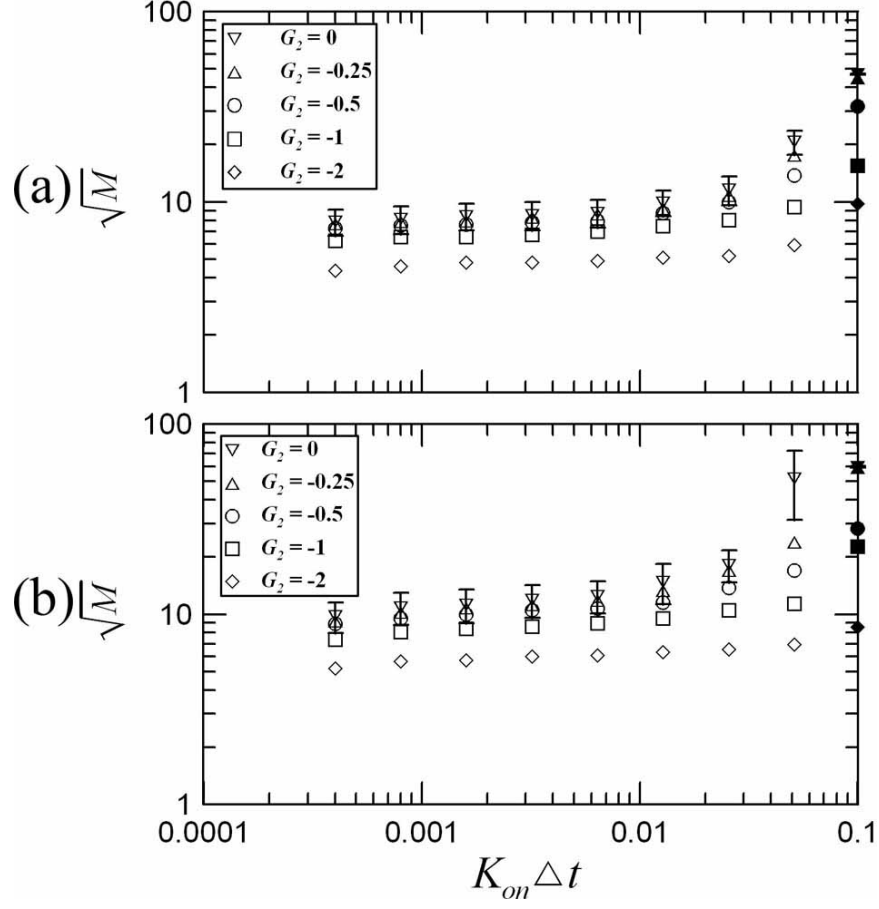 100
G₂ = 0
G₂ = -0.25
G₂ = -0.5
G₂ = -1
G₂ = -2
(a) √M
10
1
100
G₂ = 0
G₂ = -0.25
G₂ = -0.5
G₂ = -1
G₂ = -2
(b) √M
10
1
0.0001 0.001 0.01 0.1
Kₒₙ△t